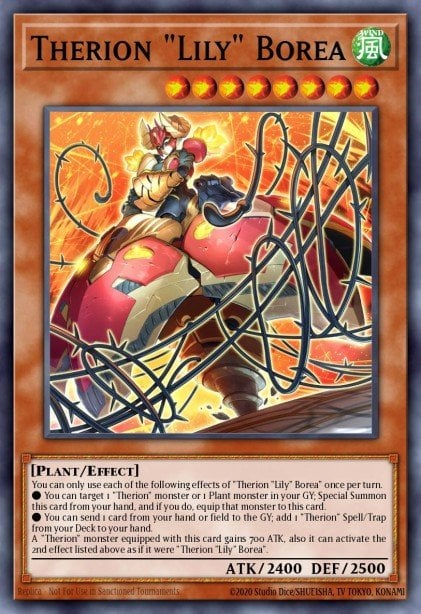 Therion "Lily" Borea
WIND
風
[Plant/Effect]
You can only use each of the following effects of "Therion "Lily" Borea" once per turn.
● You can target 1 "Therion" monster or 1 Plant monster in your GY; Special Summon
this card from your hand, and if you do, equip that monster to this card.
● You can send 1 card from your hand or field to the GY; add 1 "Therion" Spell/Trap
from your Deck to your hand.
A "Therion" monster equipped with this card gains 700 ATK, also it can activate the
2nd effect listed above as if it were "Therion "Lily" Borea".
ATK/2400 DEF/2500
Replica - Not For Use in Sanctioned Tournaments
©2020 Studio Dice/SHUEISHA, TV TOKYO, KONAMI